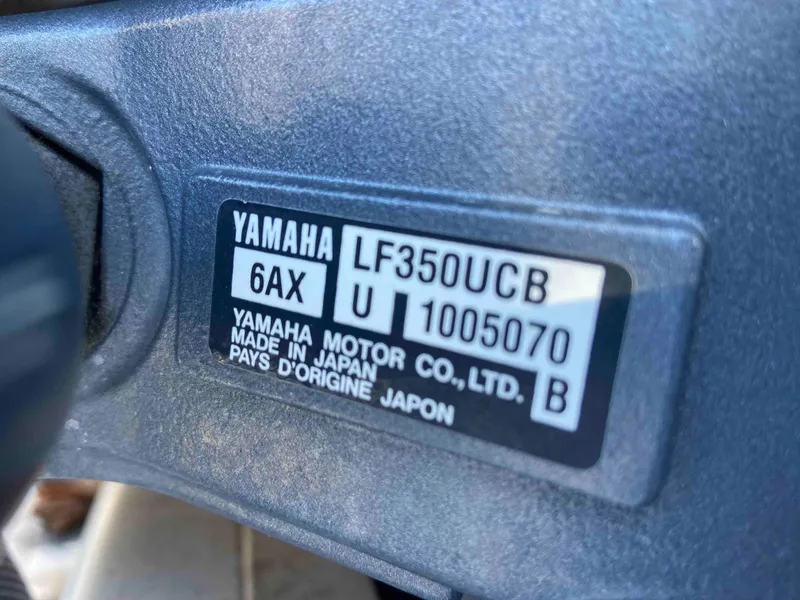 YAMAHA LF350UCB
6AX U 1005070
YAMAHA MOTOR CO.,LTD. B
MADE IN JAPAN
PAYS D'ORIGINE JAPON